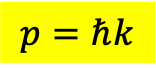 p = ℏk